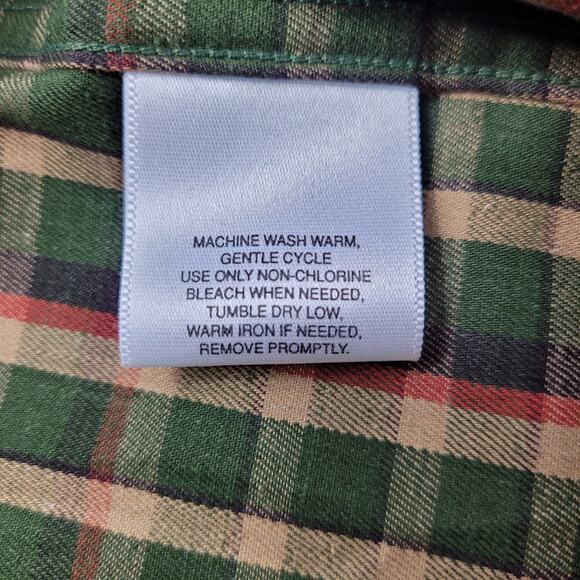 MACHINE WASH WARM,
GENTLE CYCLE
USE ONLY NON-CHLORINE
BLEACH WHEN NEEDED,
TUMBLE DRY LOW,
WARM IRON IF NEEDED,
REMOVE PROMPTLY.